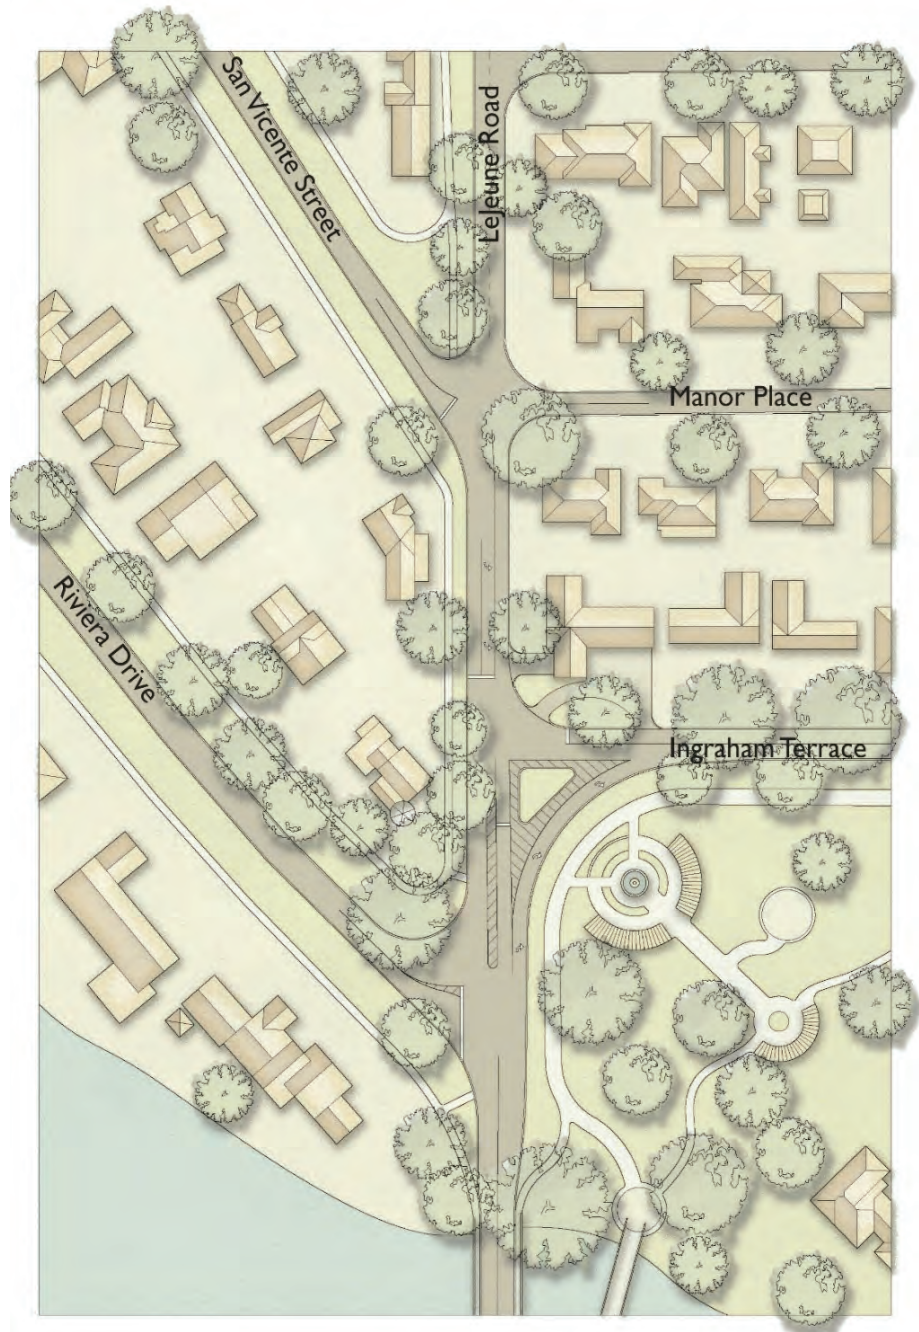 San Vicente Street
LeJeune Road
Manor Place
Riviera Drive
Ingraham Terrace